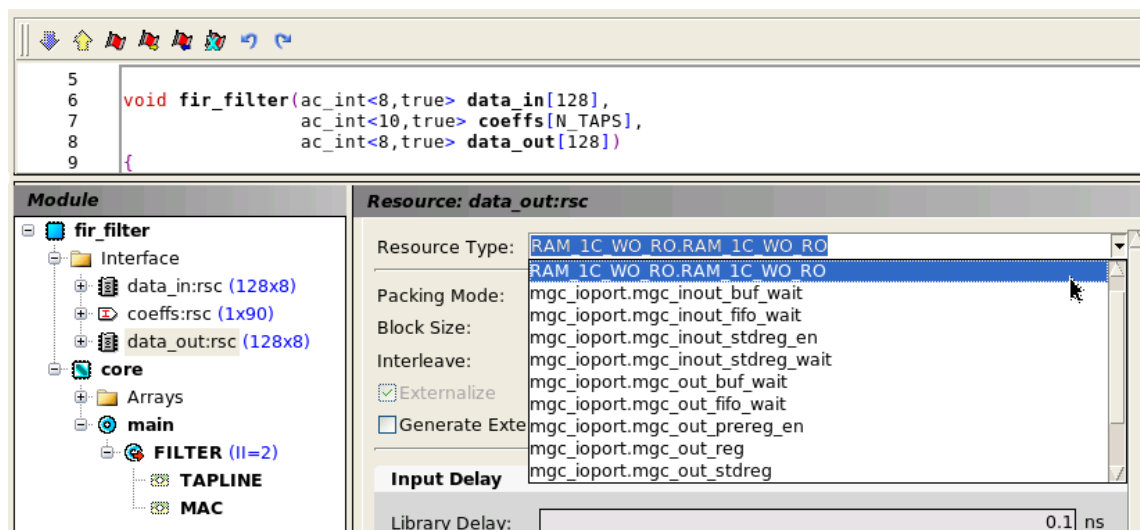 5
6 void fir_filter(ac_int<8,true> data_in[128],
7 ac_int<10,true> coeffs[N_TAPS],
8 ac_int<8,true> data_out[128])
9 {
Module
fir_filter
Interface
data_in:rsc (128x8)
coeffs:rsc (1x90)
data_out:rsc (128x8)
core
Arrays
main
FILTER (II=2)
TAPLINE
MAC
Resource: data_out:rsc
Resource Type: RAM_1C_WO_RO.RAM_1C_WO_RO
RAM_1C_WO_RO.RAM_1C_WO_RO
Packing Mode: mgc_ioport.mgc_inout_buf_wait
mgc_ioport.mgc_inout_fifo_wait
Block Size: mgc_ioport.mgc_inout_stdreg_en
Interleave: mgc_ioport.mgc_inout_stdreg_wait
Externalize mgc_ioport.mgc_out_buf_wait
mgc_ioport.mgc_out_fifo_wait
Generate Exte mgc_ioport.mgc_out_prereg_en
mgc_ioport.mgc_out_reg
Input Delay mgc_ioport.mgc_out_stdreg
Library Delay: 0.1 ns